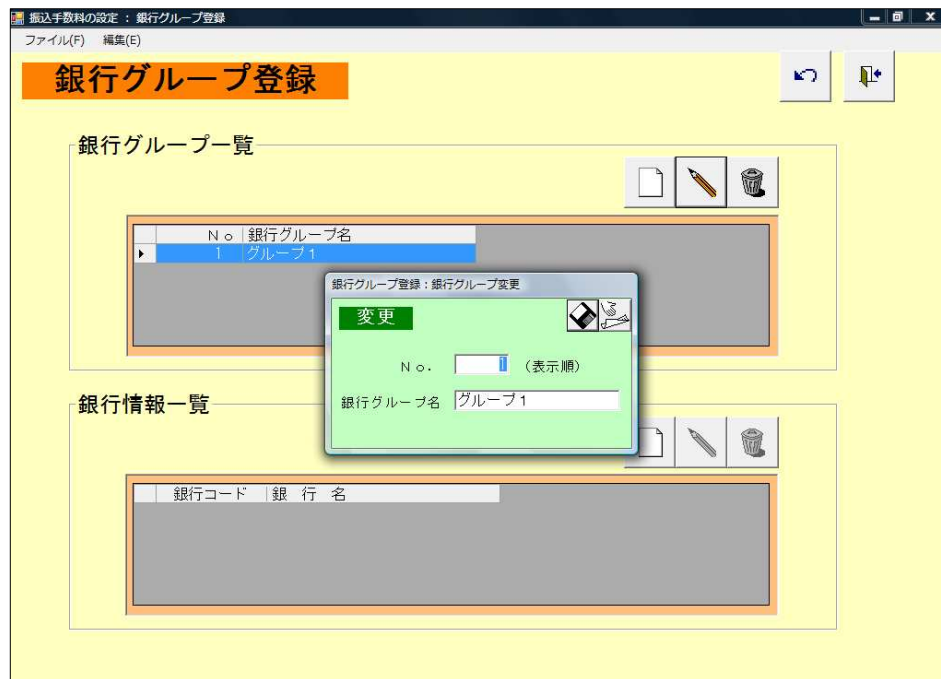 振込手数料の設定 : 銀行グループ登録
ファイル(F) 編集(E)
銀行グループ登録
銀行グループ一覧
No 銀行グループ名
1 グループ1
銀行グループ登録:銀行グループ変更
変更
No. 1 (表示順)
銀行グループ名 グループ1
銀行情報一覧
銀行コード 銀 行 名